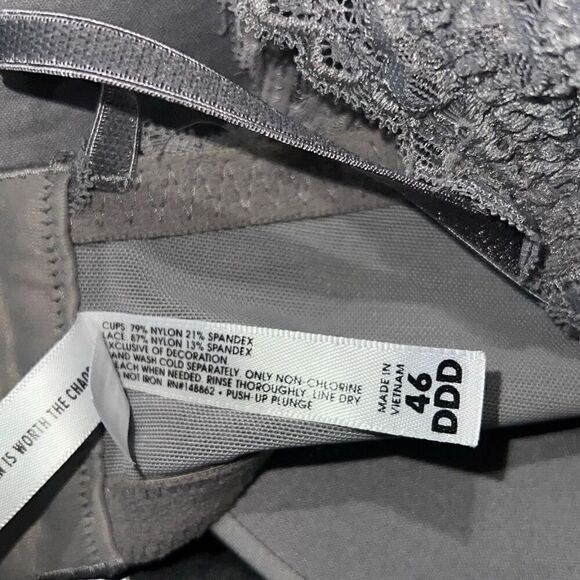 CUPS 79% NYLON 21% SPANDEX
LACE: 87% NYLON 13% SPANDEX
EXCLUSIVE OF DECORATION
HAND WASH COLD SEPARATELY. ONLY NON-CHLORINE
BLEACH WHEN NEEDED. RINSE THOROUGHLY. LINE DRY
NOT IRON RN#148862 • PUSH-UP PLUNGE
MADE IN
VIETNAM
46
DDD
IS WORTH THE